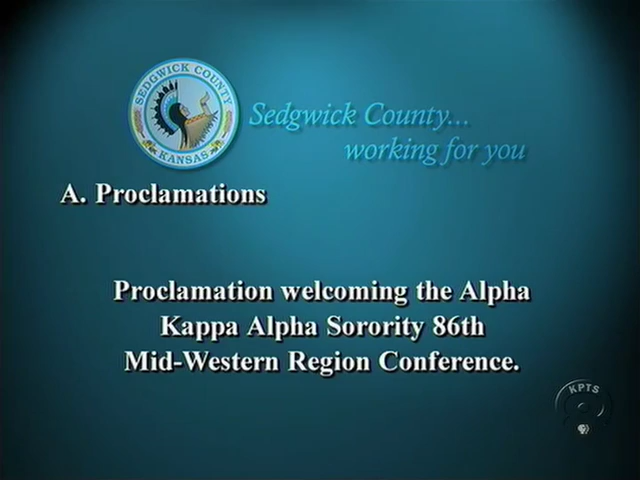 SEDGWICK COUNTY
KANSAS
Sedgwick County...
working for you
A. Proclamations
Proclamation welcoming the Alpha
Kappa Alpha Sorority 86th
Mid-Western Region Conference.
KPTS
8